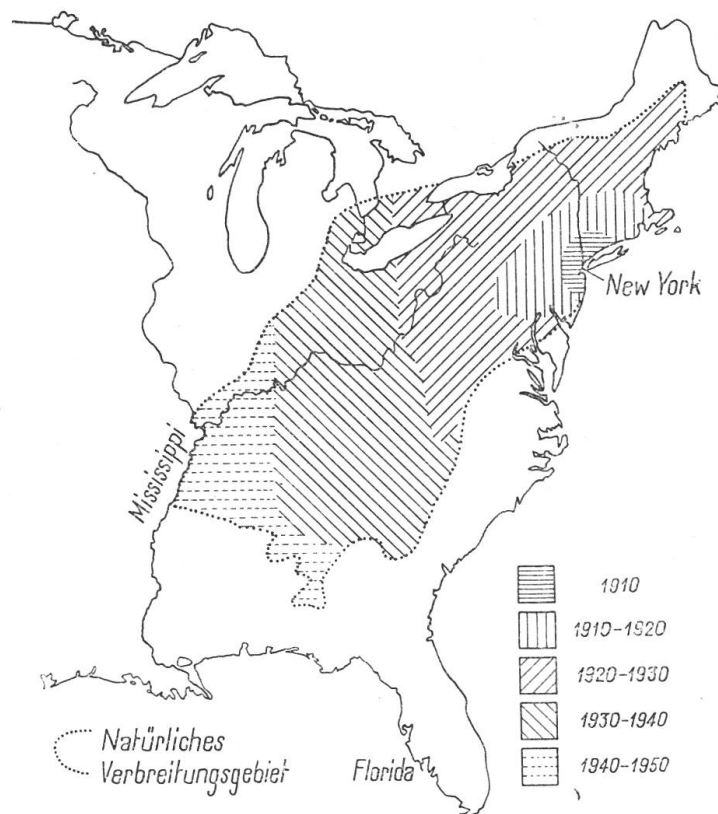 New York
Mississippi
1910
1910-1920
1920-1930
1930-1940
1940-1950
Natürliches
Verbreitungsgebiet
Florida